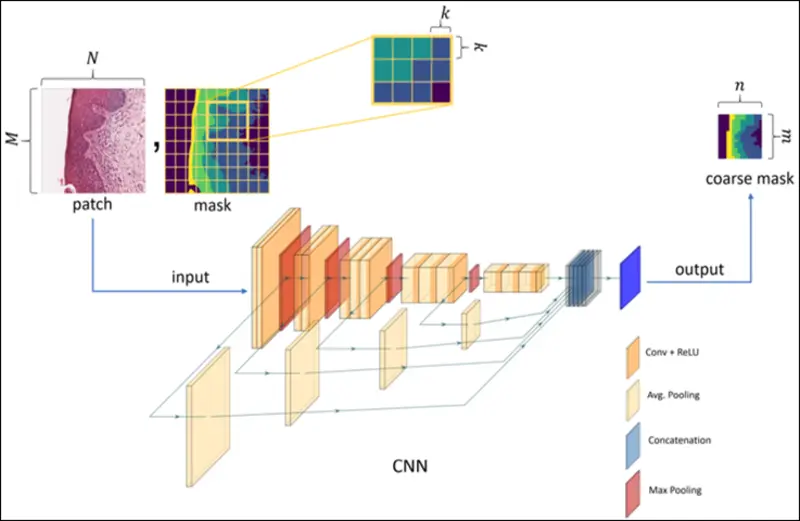 k
k
N
M
,
n
m
patch
mask
coarse mask
input
output
Conv + ReLU
Avg. Pooling
Concatenation
Max Pooling
CNN